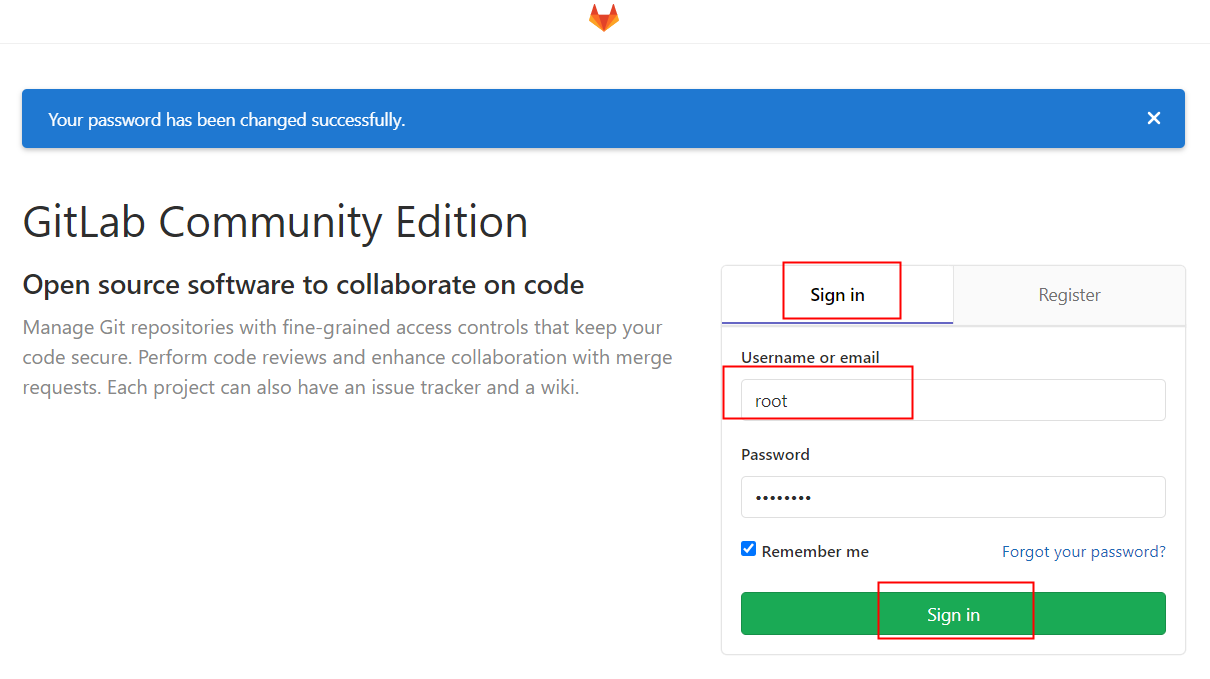 Your password has been changed successfully.
GitLab Community Edition
Open source software to collaborate on code
Manage Git repositories with fine-grained access controls that keep your
code secure. Perform code reviews and enhance collaboration with merge
requests. Each project can also have an issue tracker and a wiki.
Sign in
Register
Username or email
root
Password
••••••••
Remember me
Forgot your password?
Sign in